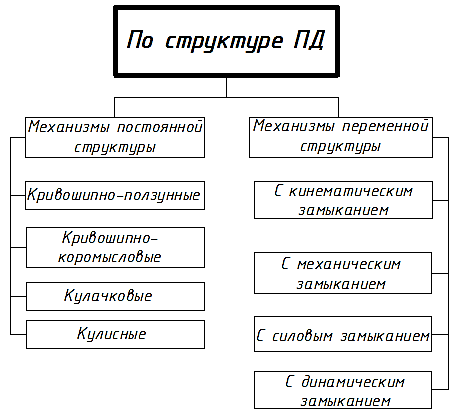 По структуре ПД
Механизмы постоянной
структуры
Кривошипно-ползунные
Кривошипно-
коромысловые
Кулачковые
Кулисные
Механизмы переменной
структуры
С кинематическим
замыканием
С механическим
замыканием
С силовым замыканием
С динамическим
замыканием